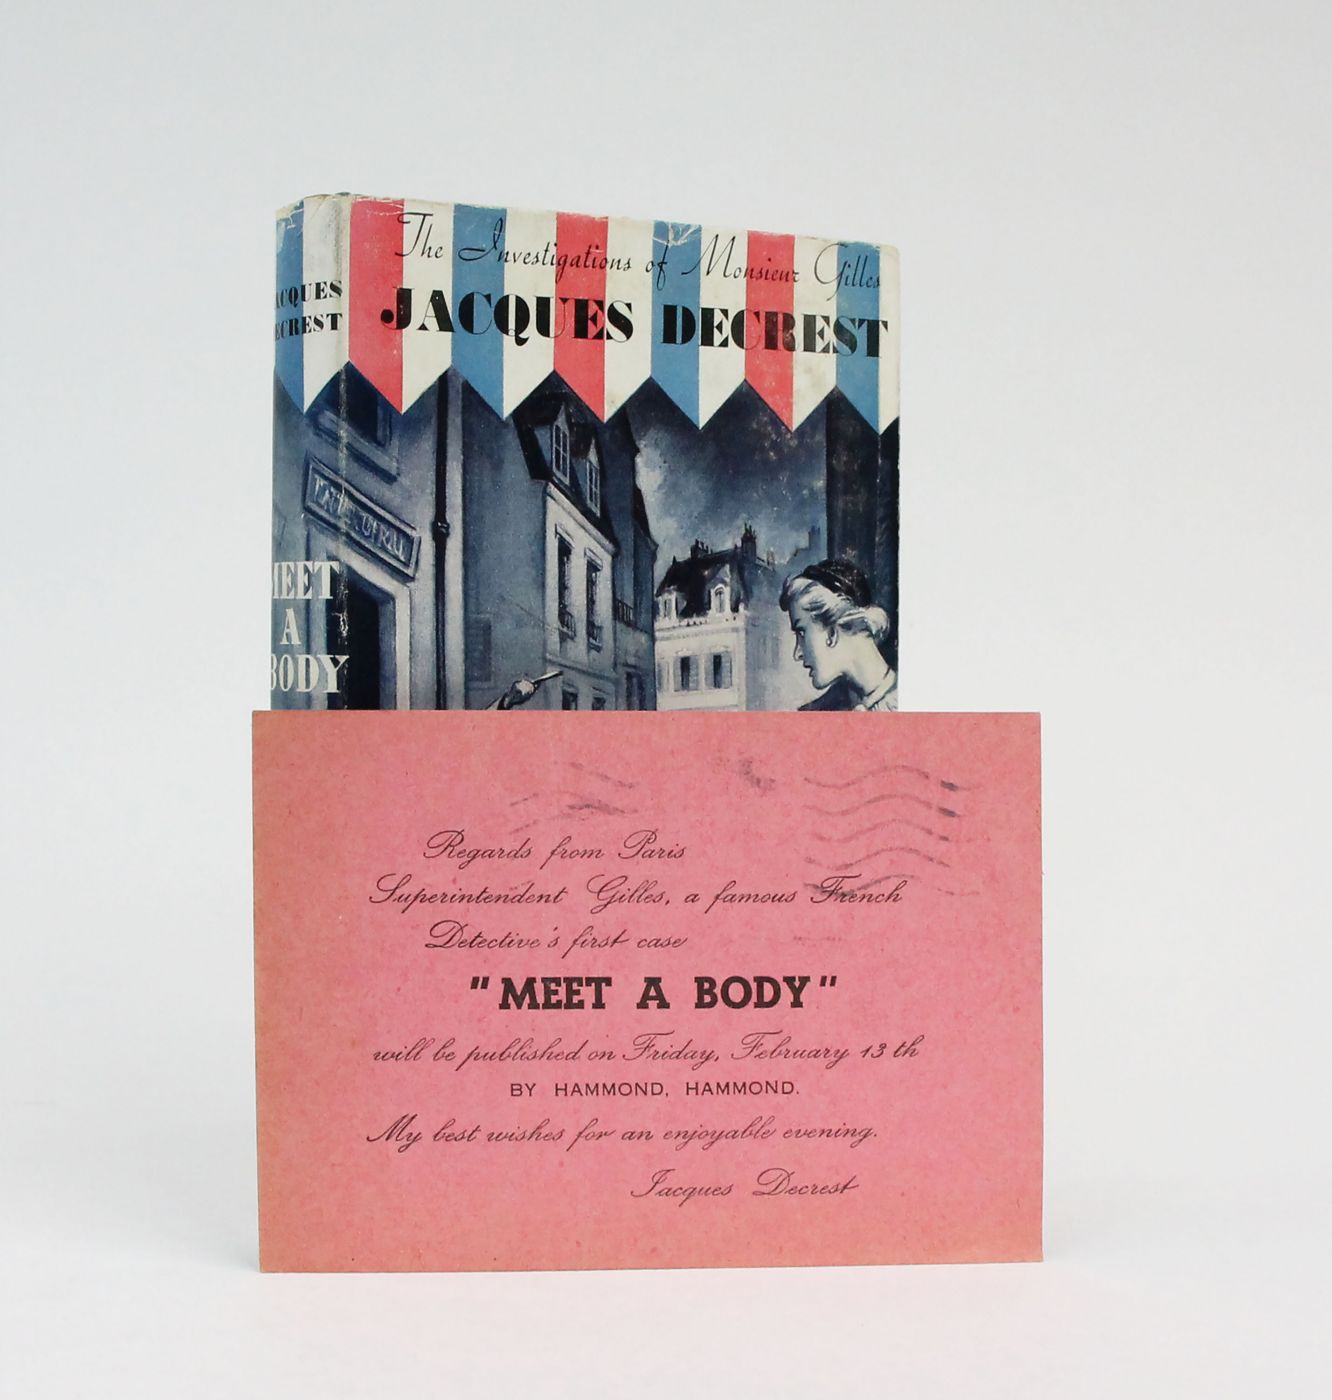 The Investigations of Monsieur Gilles
JACQUES DECREST
MEET
A
BODY
Regards from Paris
Superintendent Gilles, a famous French
Detective's first case
"MEET A BODY"
will be published on Friday, February 13 th
BY HAMMOND, HAMMOND.
My best wishes for an enjoyable evening.
Jacques Decrest